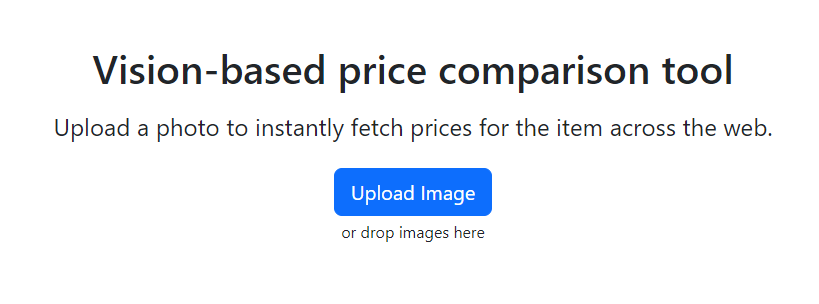 Vision-based price comparison tool
Upload a photo to instantly fetch prices for the item across the web.
Upload Image
or drop images here